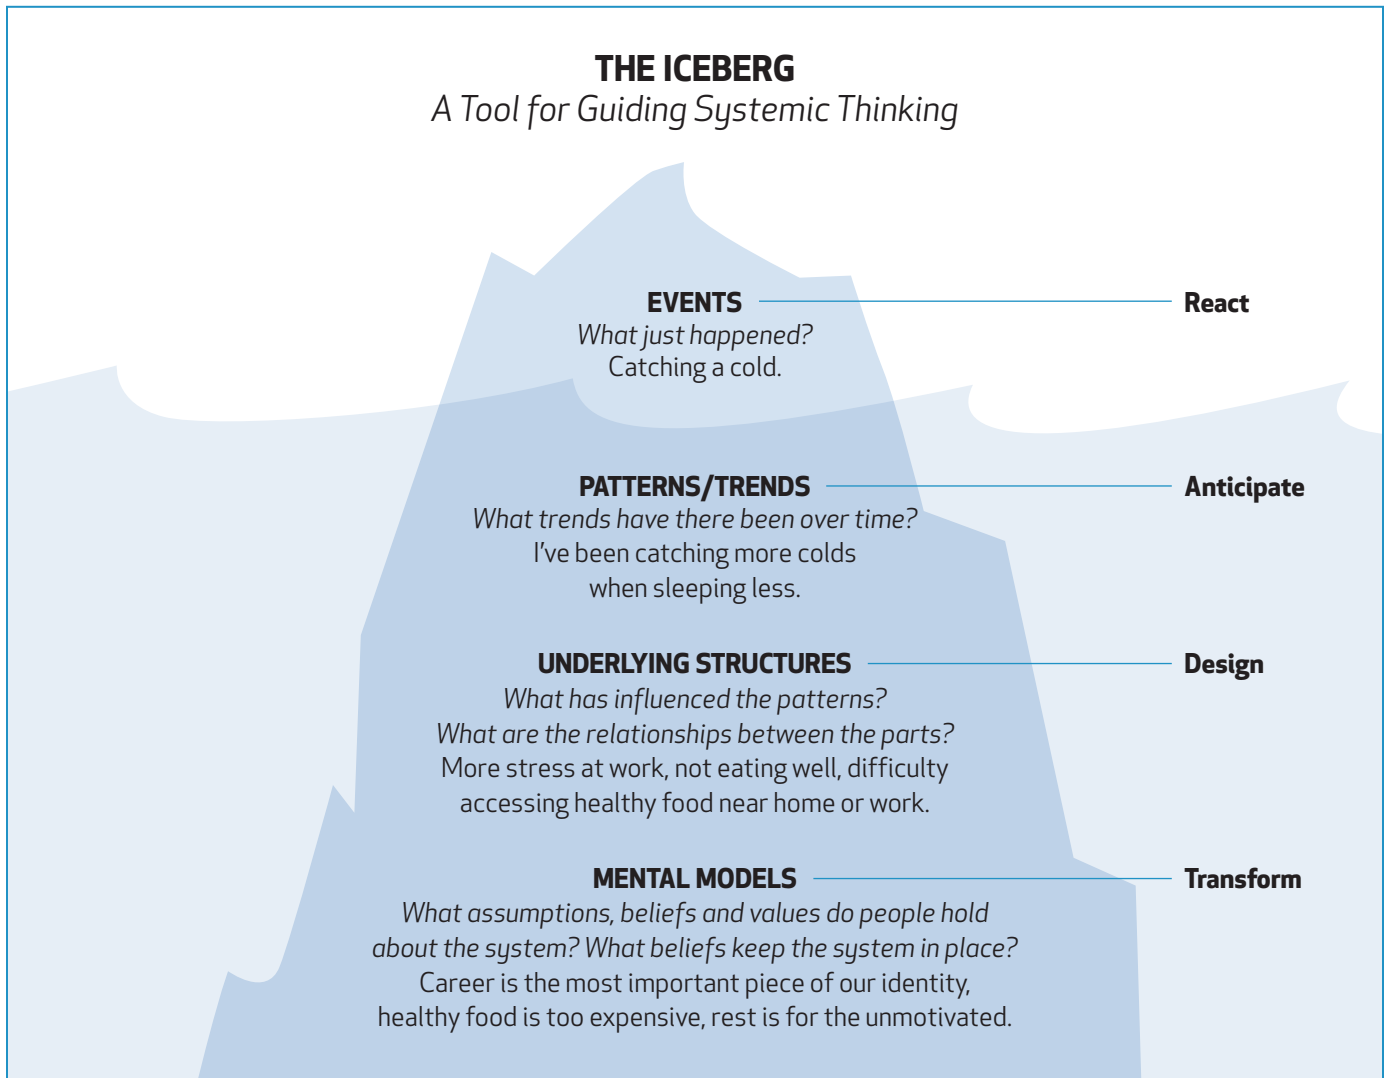 THE ICEBERG
A Tool for Guiding Systemic Thinking
EVENTS
React
What just happened?
Catching a cold.
PATTERNS/TRENDS
Anticipate
What trends have there been over time?
I've been catching more colds
when sleeping less.
UNDERLYING STRUCTURES
Design
What has influenced the patterns?
What are the relationships between the parts?
More stress at work, not eating well, difficulty
accessing healthy food near home or work.
MENTAL MODELS
Transform
What assumptions, beliefs and values do people hold
about the system? What beliefs keep the system in place?
Career is the most important piece of our identity,
healthy food is too expensive, rest is for the unmotivated.